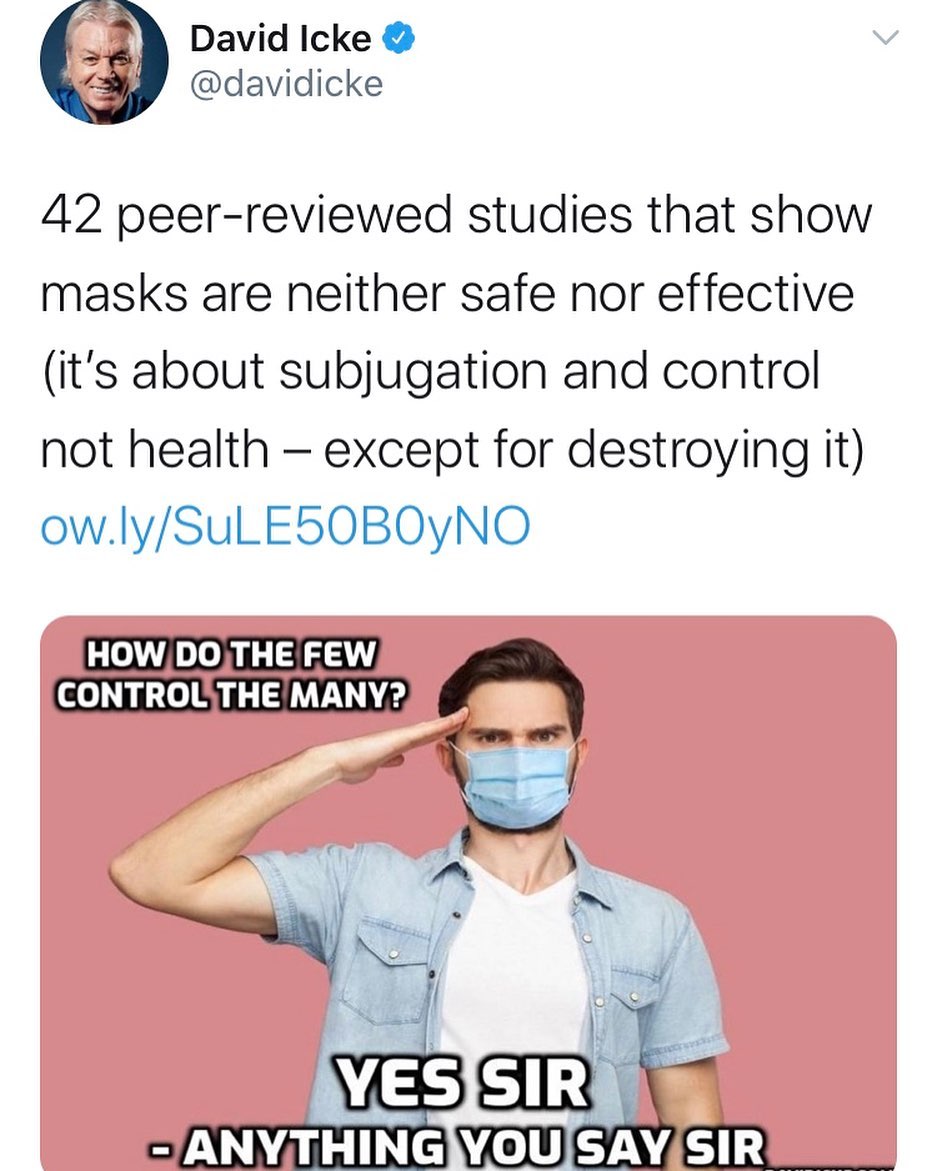 David Icke
@davidicke
42 peer-reviewed studies that show
masks are neither safe nor effective
(it's about subjugation and control
not health – except for destroying it)
ow.ly/SuLE50B0yNO
HOW DO THE FEW
CONTROL THE MANY?
YES SIR
- ANYTHING YOU SAY SIR